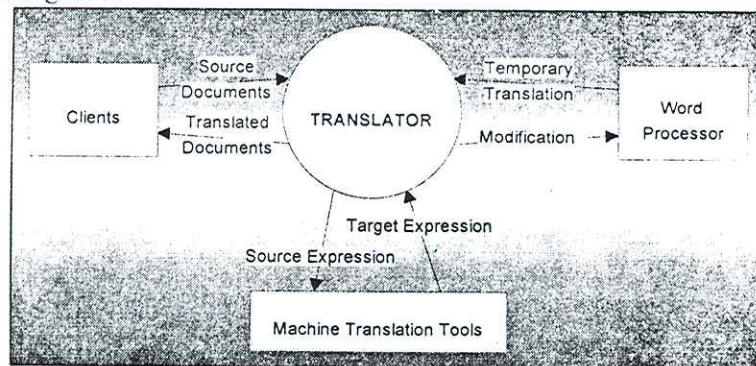 Source
Documents
Clients
Translated
Documents
TRANSLATOR
Temporary
Translation
Word
Processor
Modification
Target Expression
Source Expression
Machine Translation Tools